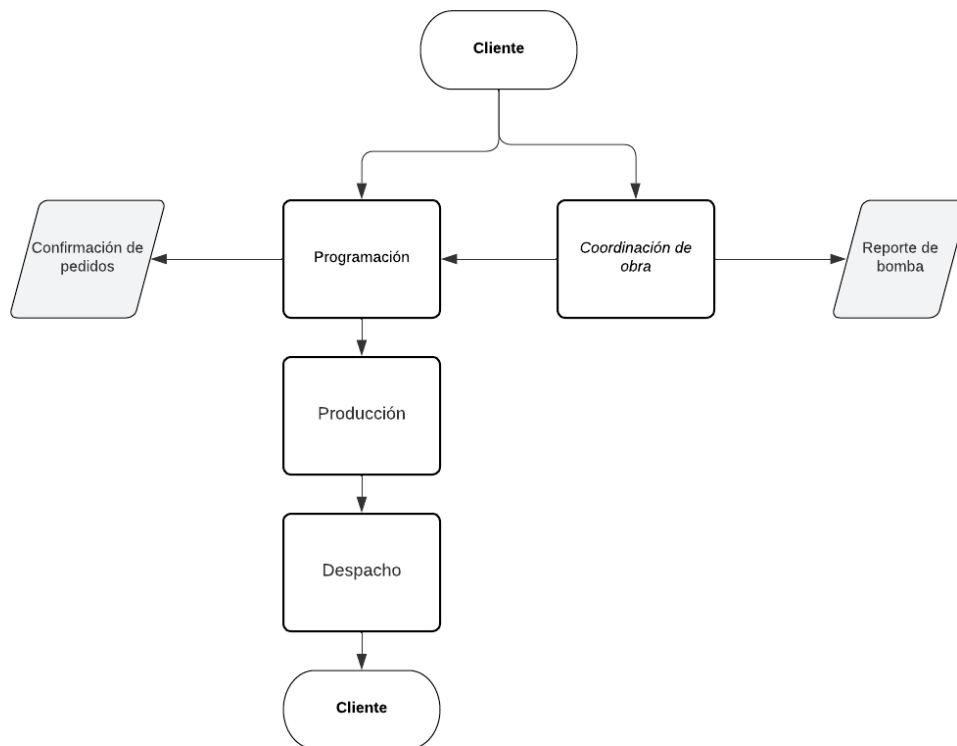 Cliente
Confirmación de
pedidos
Programación
Coordinación de
obra
Reporte de
bomba
Producción
Despacho
Cliente